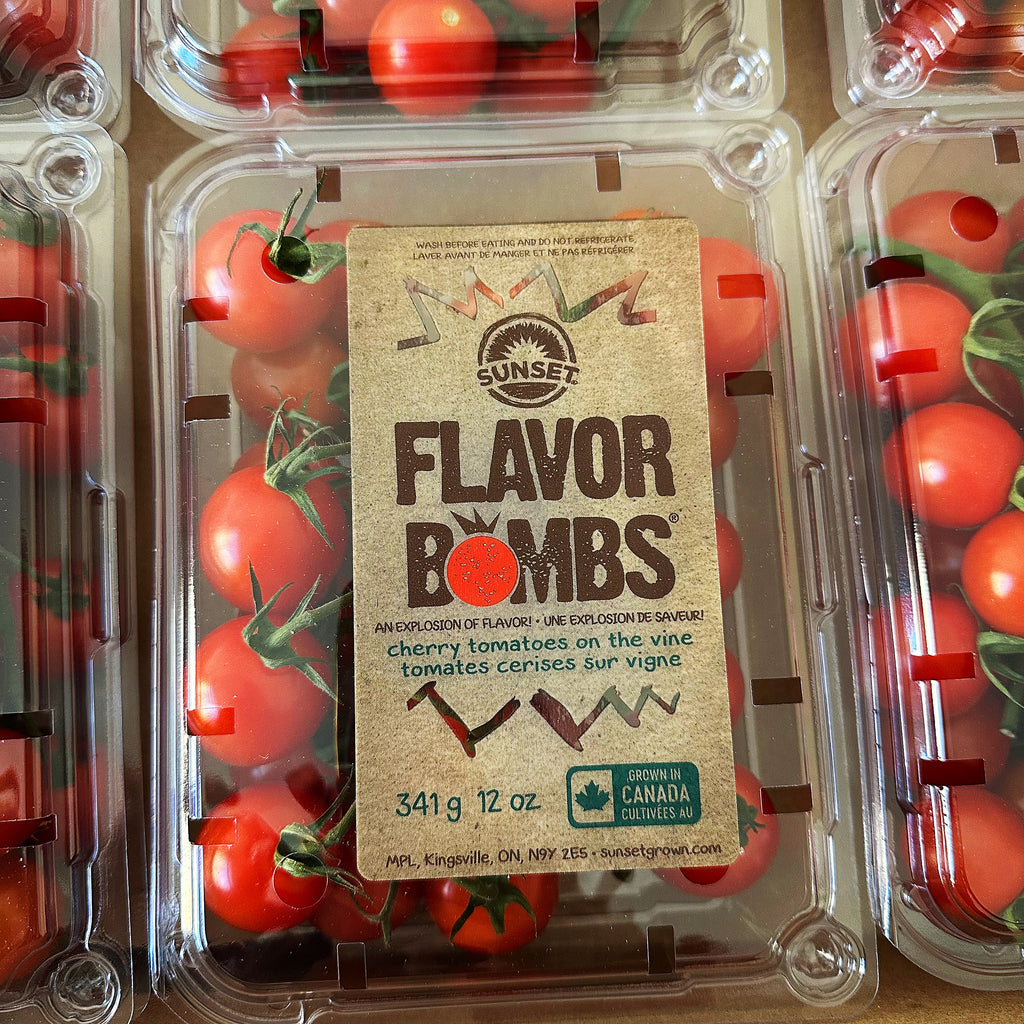 WASH BEFORE EATING AND DO NOT REFRIGERATE
LAVER AVANT DE MANGER ET NE PAS RÉFRIGÉRER
SUNSET
FLAVOR
BOMBS®
AN EXPLOSION OF FLAVOR! • UNE EXPLOSION DE SAVEUR!
cherry tomatoes on the vine
tomates cerises sur vigne
341g 12 oz
GROWN IN
CANADA
CULTIVÉES AU
MPL, Kingsville, ON, N9Y 2E5 • sunsetgrown.com